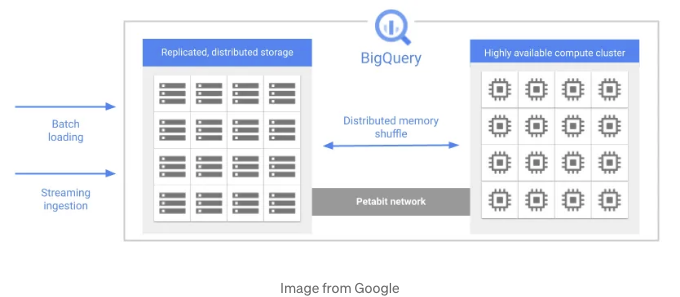 Replicated, distributed storage
BigQuery
Highly available compute cluster
Batch
loading
Streaming
ingestion
Distributed memory
shuffle
Petabit network
Image from Google